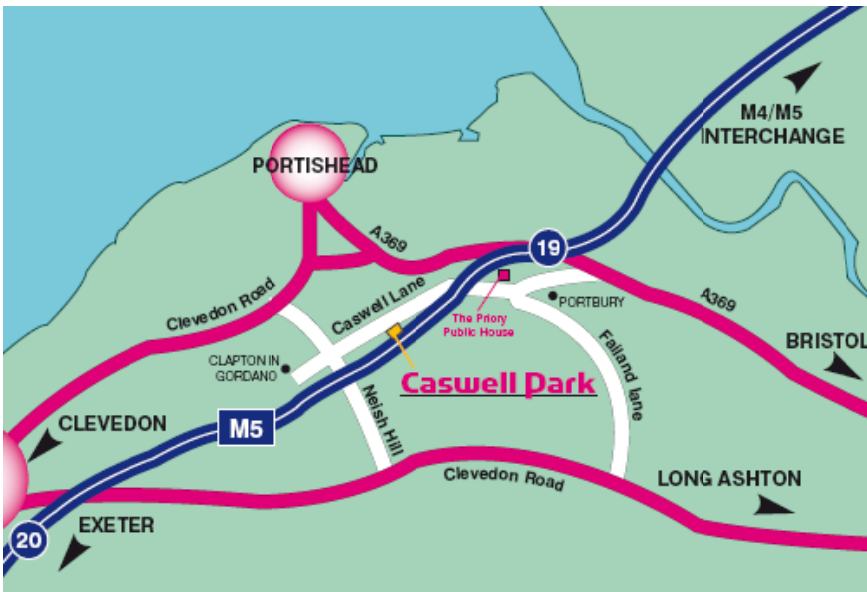 M4/M5
INTERCHANGE
PORTISHEAD
A369
19
Clevedon Road
Caswell Lane
PORTBURY
A369
The Priory
Public House
BRISTOL
CLAPTON IN
GORDANO
Failand lane
Caswell Park
Neish Hill
CLEVEDON
M5
Clevedon Road
LONG ASHTON
EXETER
20